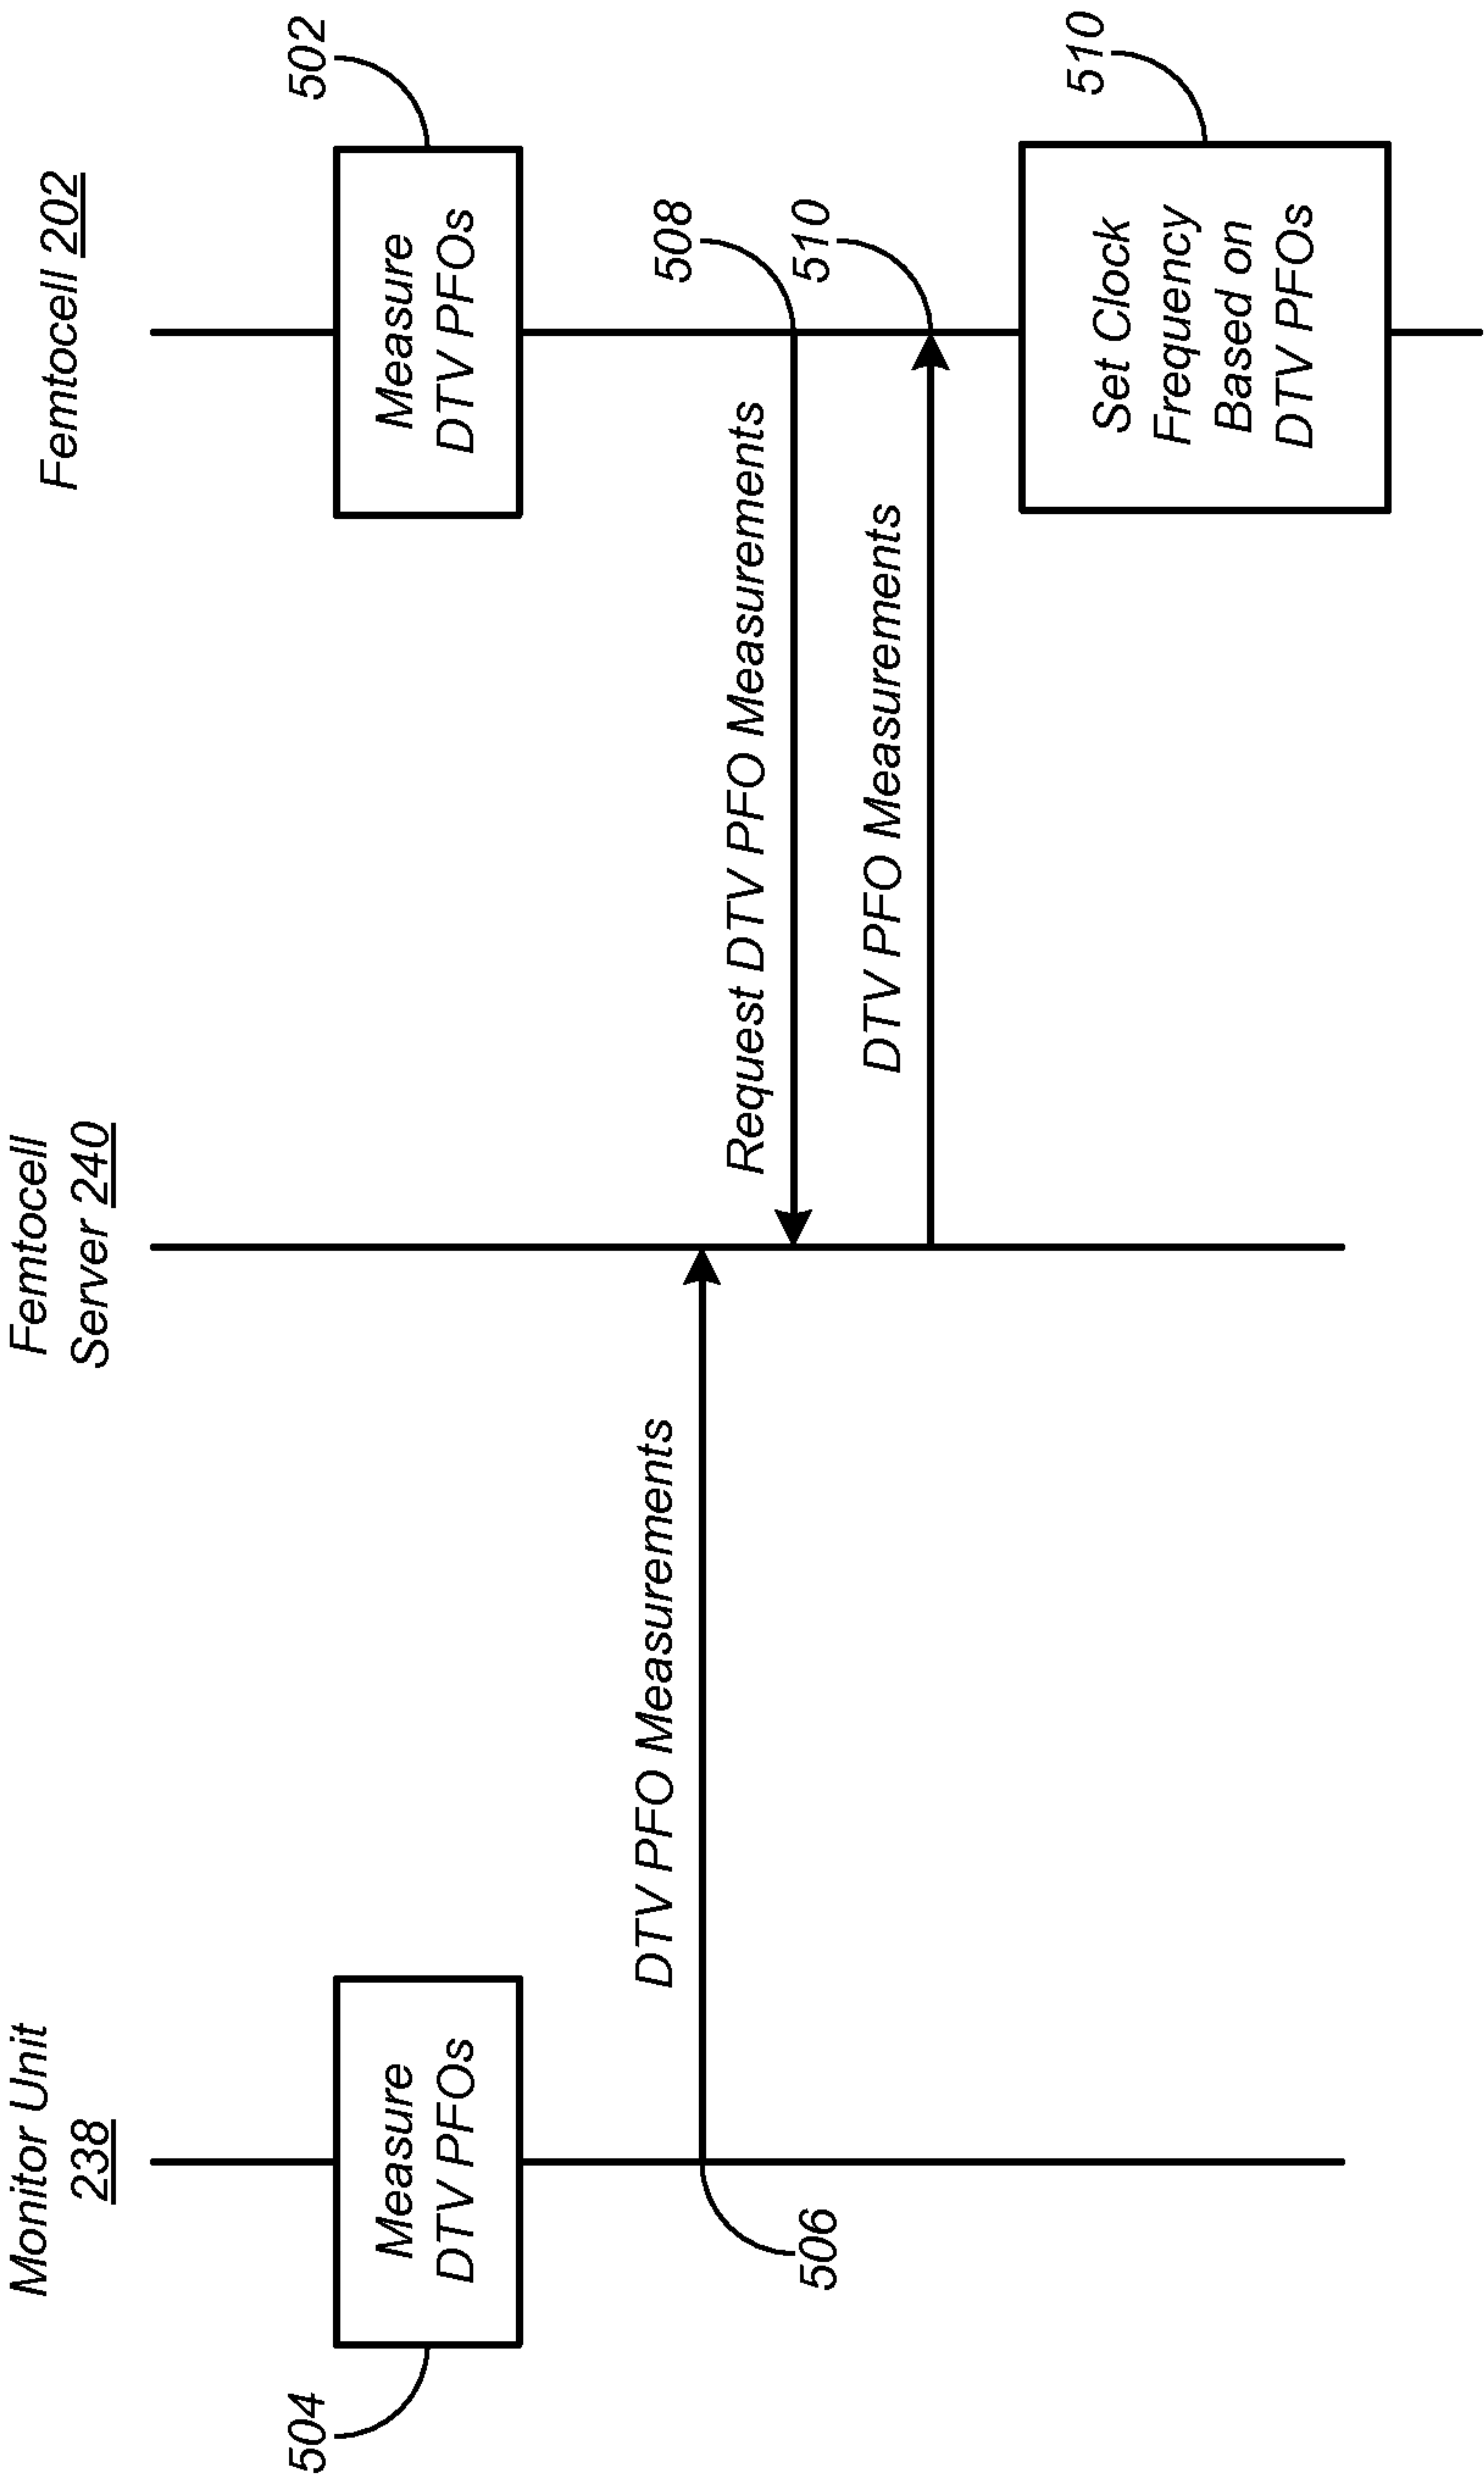 Monitor Unit
238
Femtocell
Server 240
Femtocell 202
504
Measure
DTV PFOs
502
Measure
DTV PFOs
506
DTV PFO Measurements
508
Request DTV PFO Measurements
510
DTV PFO Measurements
510
Set Clock
Frequency
Based on
DTV PFOs